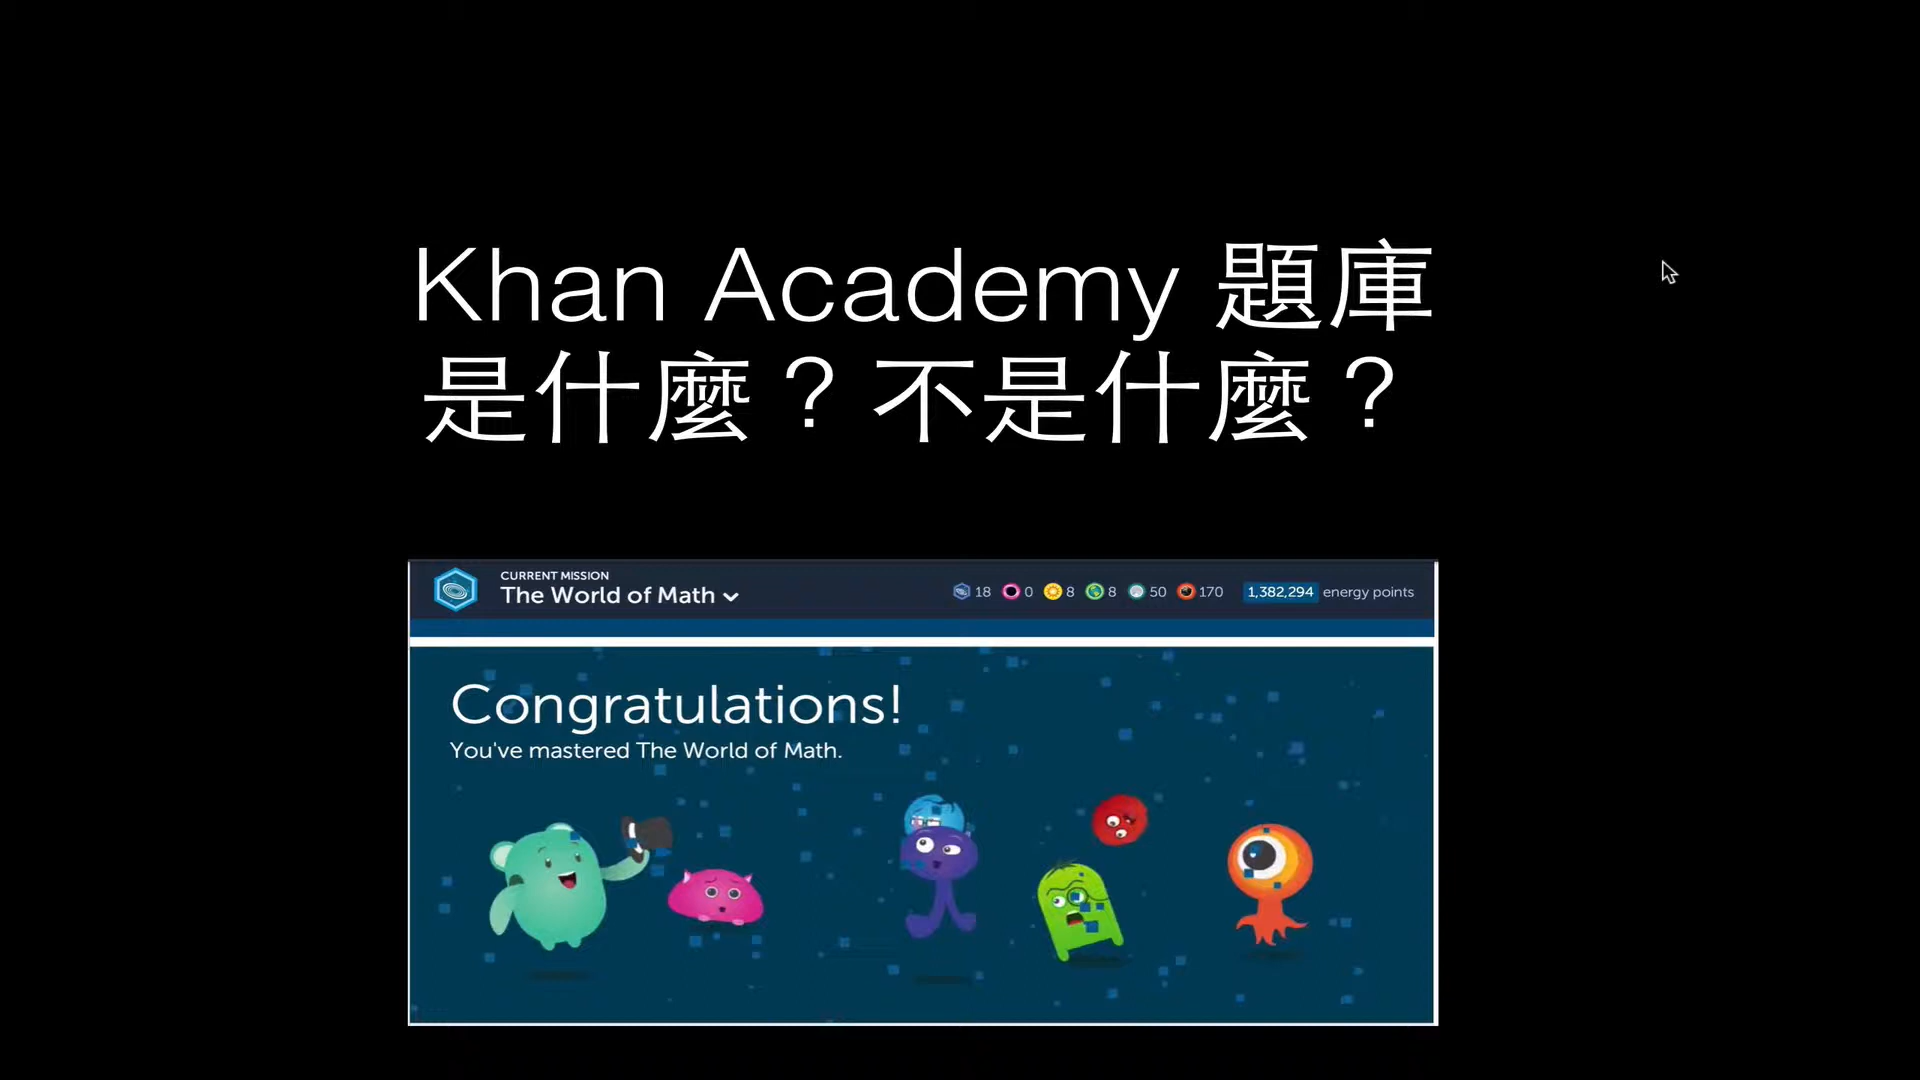 Khan Academy 題庫
是什麼？不是什麼？
CURRENT MISSION
The World of Math
18 0 8 8 50 170 1,382,294 energy points
Congratulations!
You've mastered The World of Math.